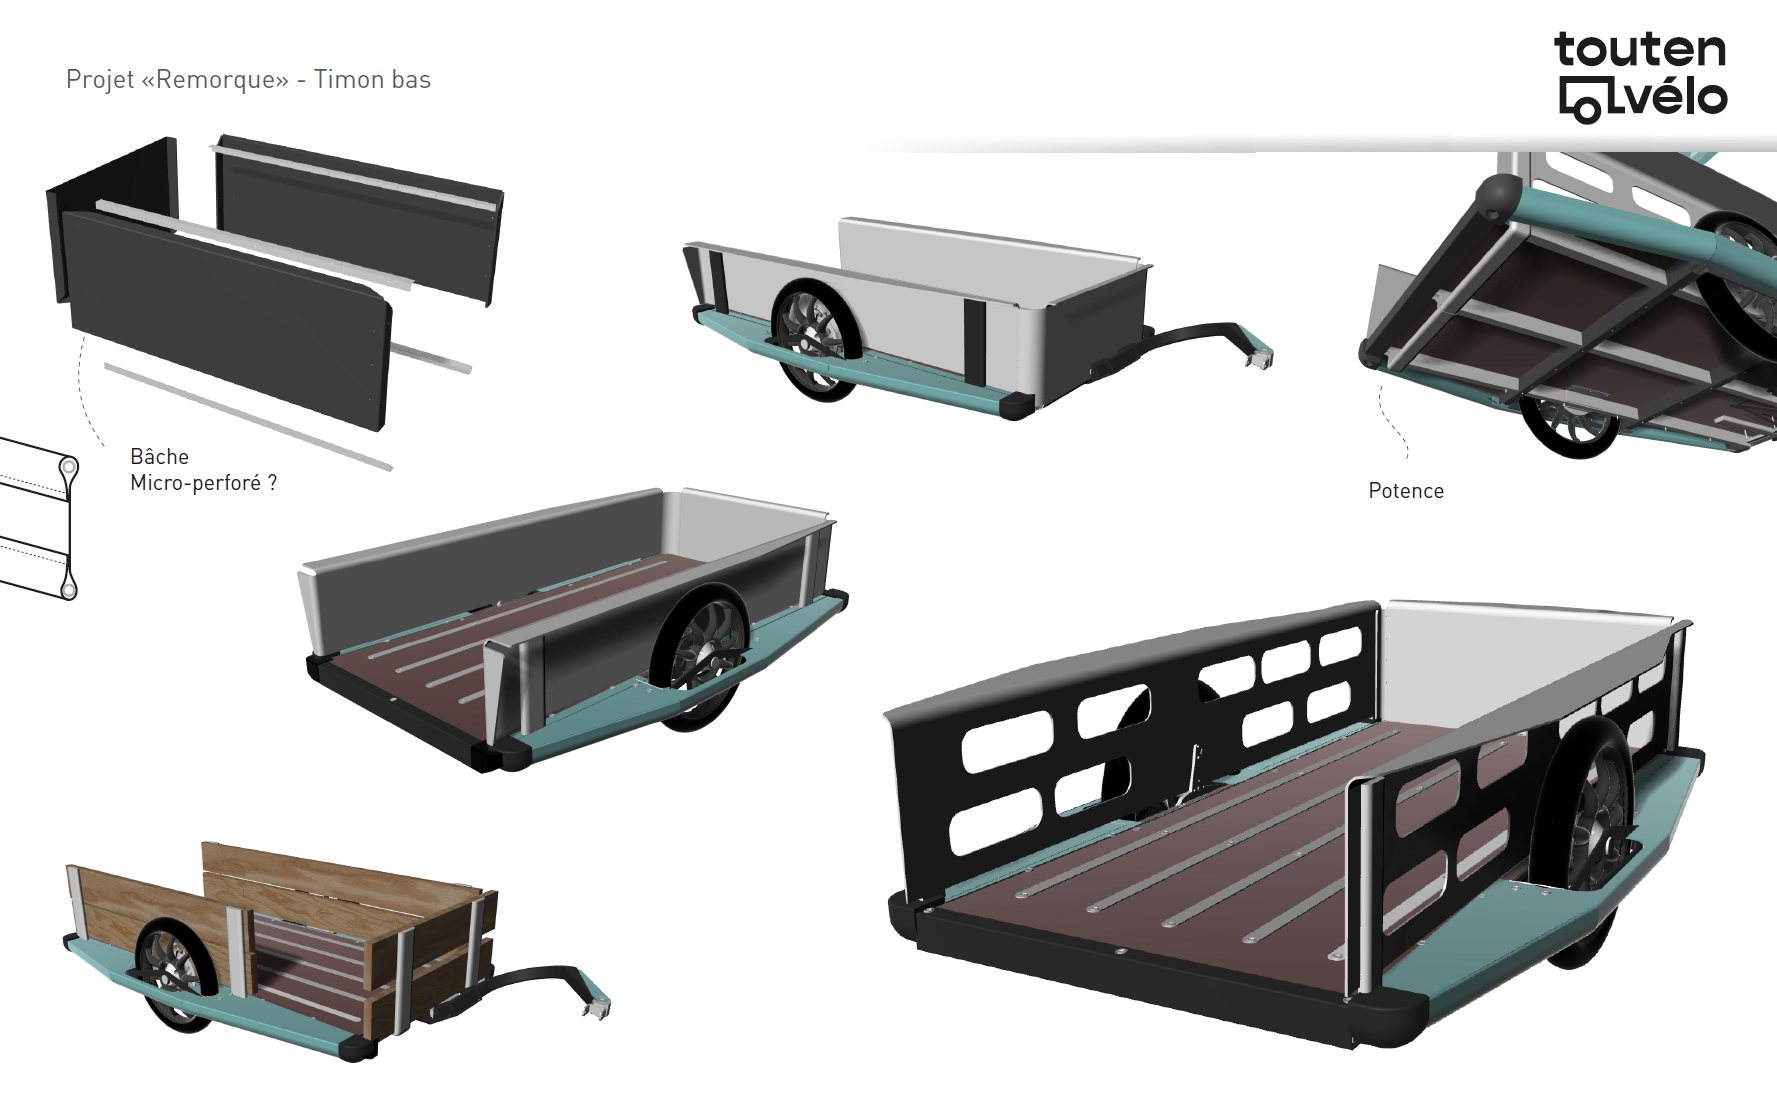 Projet «Remorque» - Timon bas
touten
vélo
Bâche
Micro-perforé ?
Potence